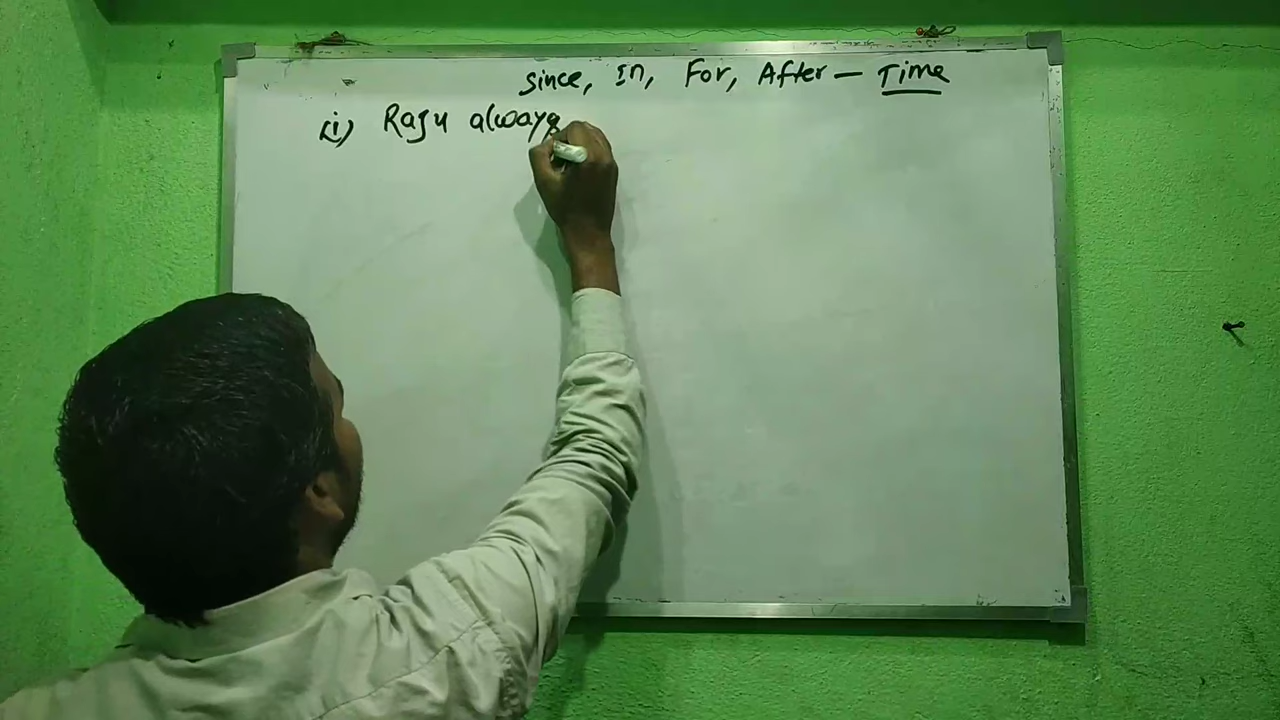 Since, In, For, After — Time
(i) Raju always